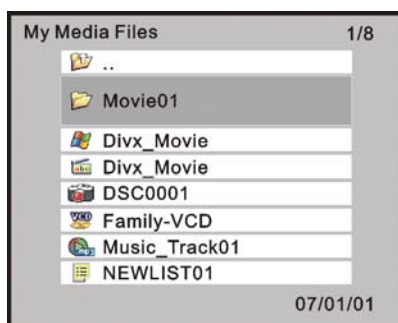 My Media Files 1/8
..
Movie01
Divx_Movie
Divx_Movie
DSC0001
Family-VCD
Music_Track01
NEWLIST01
07/01/01